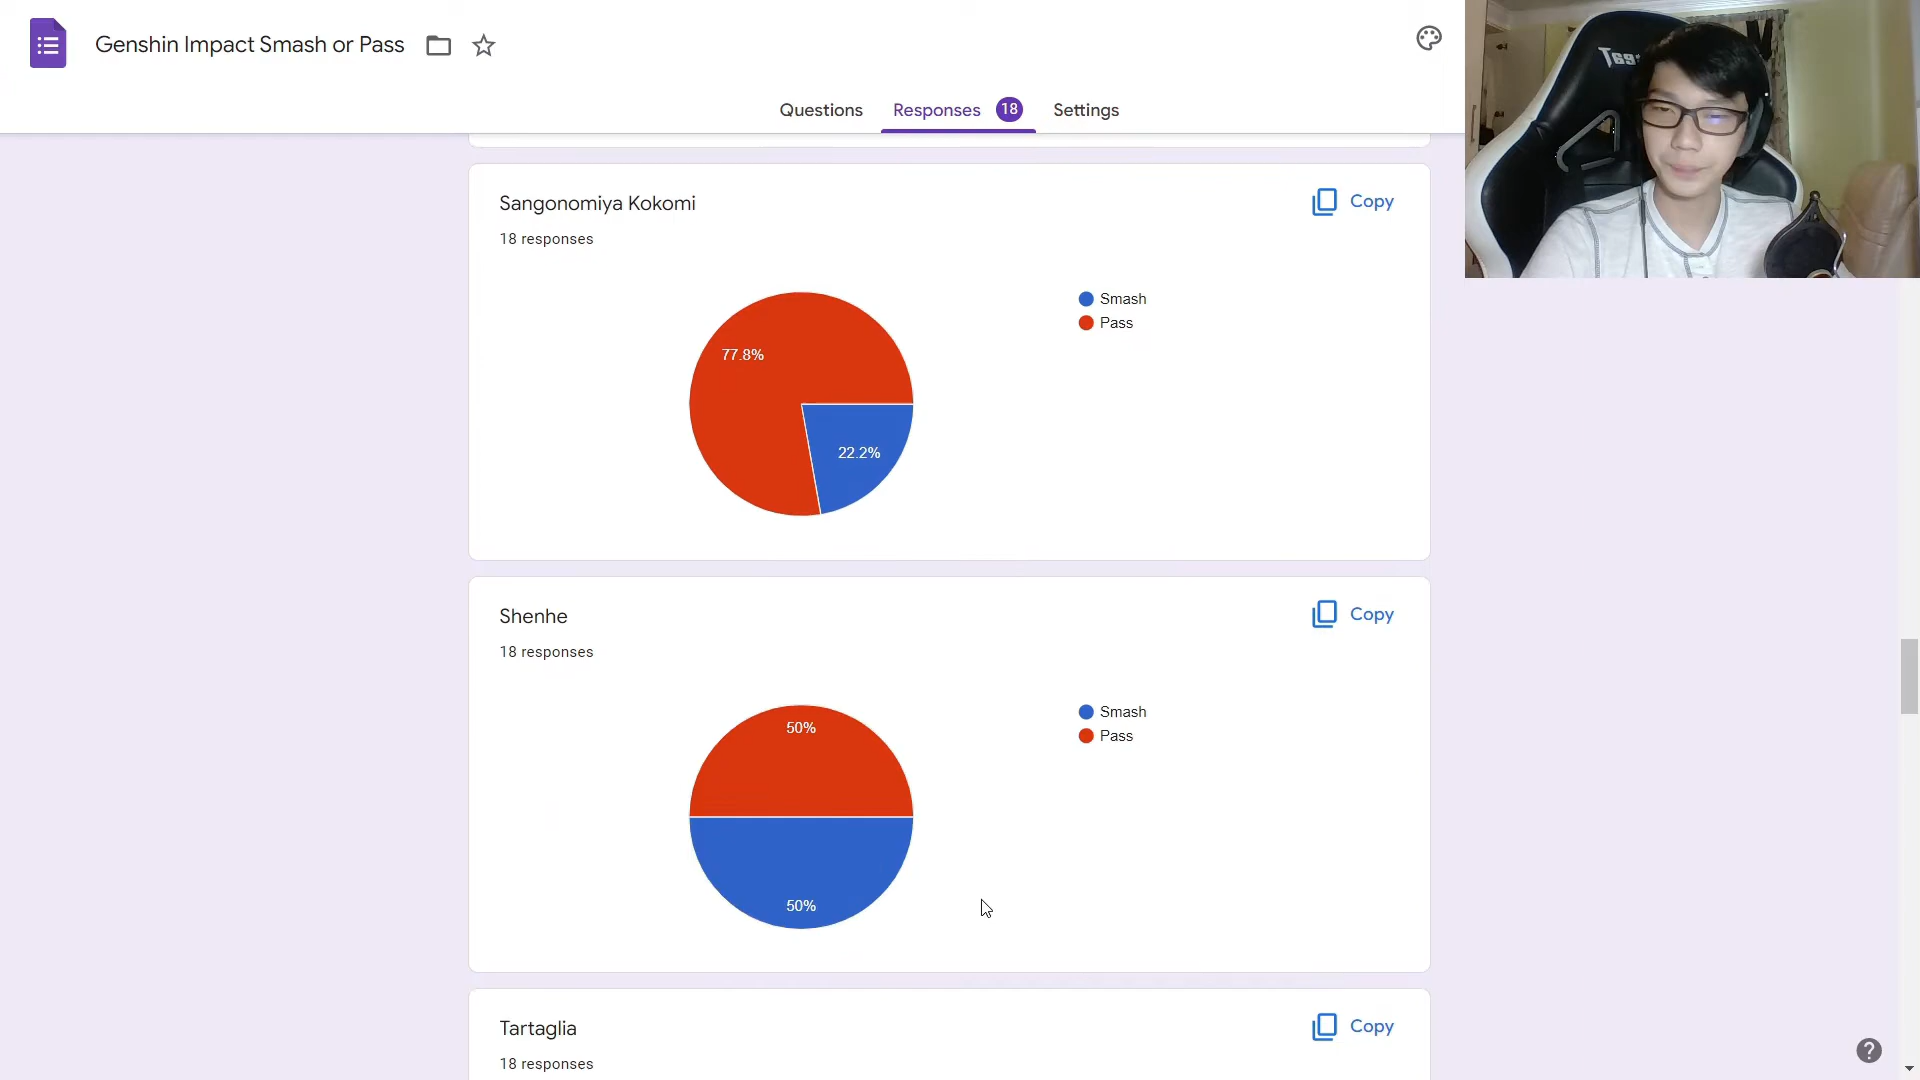 Genshin Impact Smash or Pass
Questions
Responses 18
Settings
Sangonomiya Kokomi
Copy
18 responses
Smash
Pass
77.8%
22.2%
Shenhe
Copy
18 responses
Smash
Pass
50%
50%
Tartaglia
Copy
18 responses
?